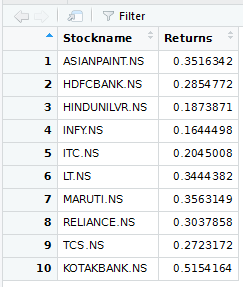 Filter
Stockname Returns
1 ASIANPAINT.NS 0.3516342
2 HDFCBANK.NS 0.2854772
3 HINDUNILVR.NS 0.1873871
4 INFY.NS 0.1644498
5 ITC.NS 0.2045008
6 LT.NS 0.3444382
7 MARUTI.NS 0.3563149
8 RELIANCE.NS 0.3037858
9 TCS.NS 0.2723172
10 KOTAKBANK.NS 0.5154164